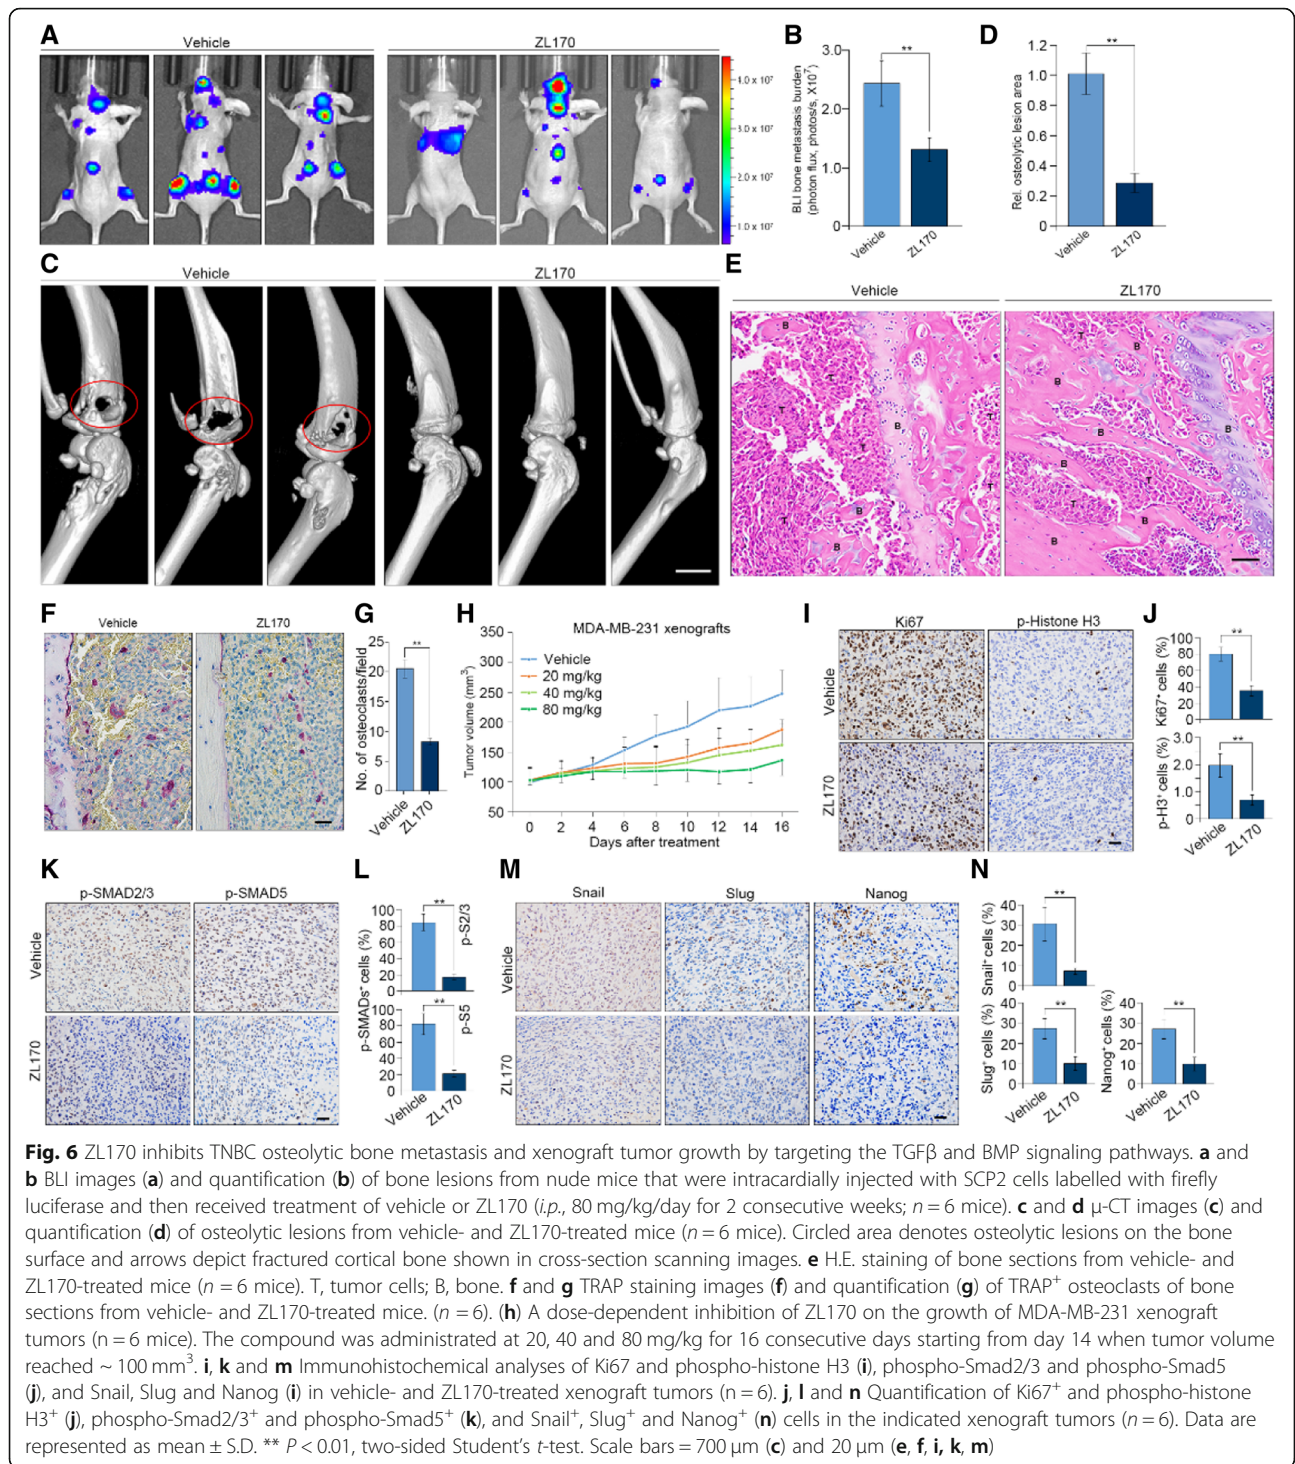 A
Vehicle
ZL170
1.0 x 10⁷
5.0 x 10⁷
3.0 x 10⁷
2.0 x 10⁷
1.0 x 10⁷
B
BLI bone metastasis burden
(photon flux, photos/s, X10⁷)
3.0
2.0
1.0
0
**
Vehicle
ZL170
D
Rel. osteolytic lesion area
1.2
1.0
0.8
0.6
0.4
0.2
0
**
Vehicle
ZL170
C
Vehicle
ZL170
E
Vehicle
ZL170
B
T
T
B
T
T
T
T
B
B
T
B
T
B
B
B
T
B
T
B
B
F
Vehicle
ZL170
G
No. of osteoclasts/field
25
20
15
10
5
0
**
Vehicle
ZL170
H
MDA-MB-231 xenografts
Tumor volume (mm³)
350
300
250
200
150
100
50
Vehicle
20 mg/kg
40 mg/kg
80 mg/kg
0 2 4 6 8 10 12 14 16
Days after treatment
I
Ki67
p-Histone H3
Vehicle
ZL170
J
Ki67⁺ cells (%)
100
80
60
40
20
0
**
p-H3⁺ cells (%)
3.0
2.0
1.0
0
**
Vehicle
ZL170
K
p-SMAD2/3
p-SMAD5
Vehicle
ZL170
L
p-SMADs⁺ cells (%)
100
80
60
40
20
0
**
p-S2/3
100
80
60
40
20
0
**
p-S5
Vehicle
ZL170
M
Snail
Slug
Nanog
Vehicle
ZL170
N
Snail⁺ cells (%)
40
30
20
10
0
**
Slug⁺ cells (%)
40
30
20
10
0
**
Vehicle
ZL170
Nanog⁺ cells (%)
40
30
20
10
0
**
Vehicle
ZL170
Fig. 6 ZL170 inhibits TNBC osteolytic bone metastasis and xenograft tumor growth by targeting the TGFβ and BMP signaling pathways. a and
b BLI images (a) and quantification (b) of bone lesions from nude mice that were intracardially injected with SCP2 cells labelled with firefly
luciferase and then received treatment of vehicle or ZL170 (i.p., 80 mg/kg/day for 2 consecutive weeks; n = 6 mice). c and d μ-CT images (c) and
quantification (d) of osteolytic lesions from vehicle- and ZL170-treated mice (n = 6 mice). Circled area denotes osteolytic lesions on the bone
surface and arrows depict fractured cortical bone shown in cross-section scanning images. e H.E. staining of bone sections from vehicle- and
ZL170-treated mice (n = 6 mice). T, tumor cells; B, bone. f and g TRAP staining images (f) and quantification (g) of TRAP⁺ osteoclasts of bone
sections from vehicle- and ZL170-treated mice. (n = 6). (h) A dose-dependent inhibition of ZL170 on the growth of MDA-MB-231 xenograft
tumors (n = 6 mice). The compound was administrated at 20, 40 and 80 mg/kg for 16 consecutive days starting from day 14 when tumor volume
reached ~ 100 mm³. i, k and m Immunohistochemical analyses of Ki67 and phospho-histone H3 (i), phospho-Smad2/3 and phospho-Smad5
(j), and Snail, Slug and Nanog (i) in vehicle- and ZL170-treated xenograft tumors (n = 6). j, l and n Quantification of Ki67⁺ and phospho-histone
H3⁺ (j), phospho-Smad2/3⁺ and phospho-Smad5⁺ (k), and Snail⁺, Slug⁺ and Nanog⁺ (n) cells in the indicated xenograft tumors (n = 6). Data are
represented as mean ± S.D. ** P < 0.01, two-sided Student's t-test. Scale bars = 700 μm (c) and 20 μm (e, f, i, k, m)